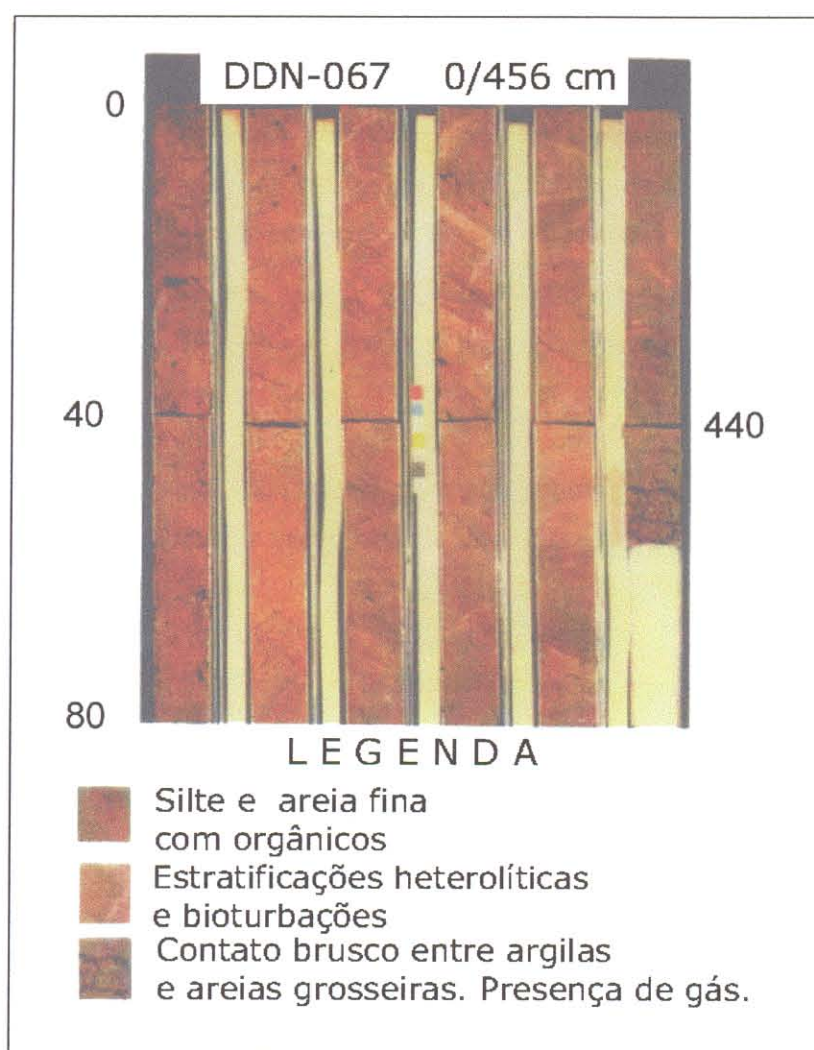 DDN-067 0/456 cm
0
40
440
80
LEGENDA
Silte e areia fina
com orgânicos
Estratificações heterolíticas
e bioturbações
Contato brusco entre argilas
e areias grosseiras. Presença de gás.